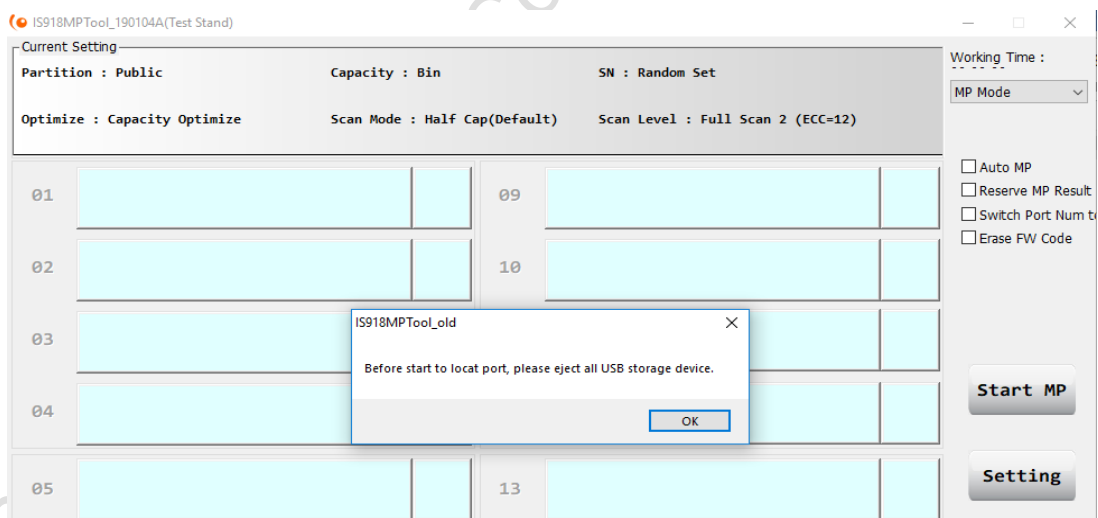 IS918MPTool_190104A(Test Stand)
Current Setting
Partition : Public Capacity : Bin SN : Random Set
Optimize : Capacity Optimize Scan Mode : Half Cap(Default) Scan Level : Full Scan 2 (ECC=12)
Working Time :
-- -- --
MP Mode
Auto MP
Reserve MP Result
Switch Port Num t
Erase FW Code
01 09
02 10
03
04
05 13
IS918MPTool_old
Before start to locat port, please eject all USB storage device.
OK
Start MP
Setting